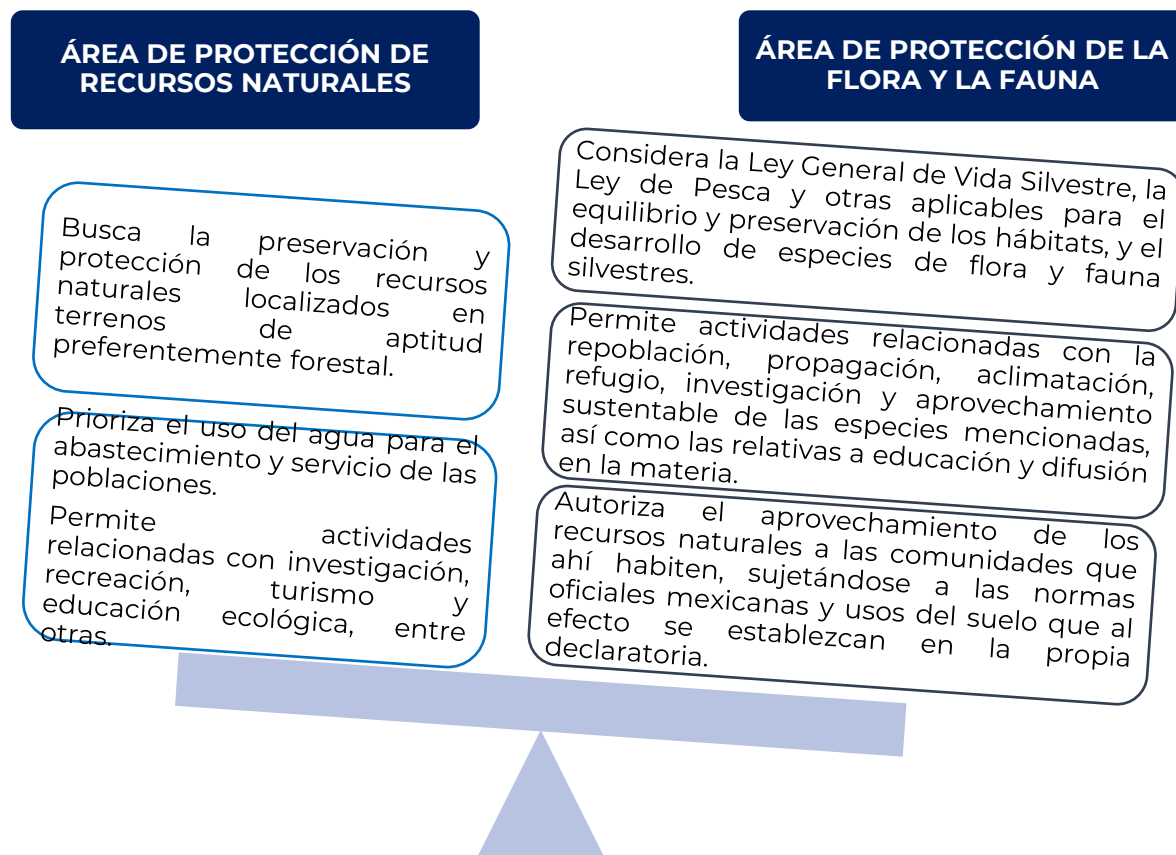 ÁREA DE PROTECCIÓN DE
RECURSOS NATURALES
Busca la preservación y
protección de los recursos
naturales localizados en
terrenos de aptitud
preferentemente forestal.
Prioriza el uso del agua para el
abastecimiento y servicio de las
poblaciones.
Permite actividades
relacionadas con investigación,
recreación, turismo y
educación ecológica, entre
otras.
ÁREA DE PROTECCIÓN DE LA
FLORA Y LA FAUNA
Considera la Ley General de Vida Silvestre, la
Ley de Pesca y otras aplicables para el
equilibrio y preservación de los hábitats, y el
desarrollo de especies de flora y fauna
silvestres.
Permite actividades relacionadas con la
repoblación, propagación, aclimatación,
refugio, investigación y aprovechamiento
sustentable de las especies mencionadas,
así como las relativas a educación y difusión
en la materia.
Autoriza el aprovechamiento de los
recursos naturales a las comunidades que
ahí habiten, sujetándose a las normas
oficiales mexicanas y usos del suelo que al
efecto se establezcan en la propia
declaratoria.